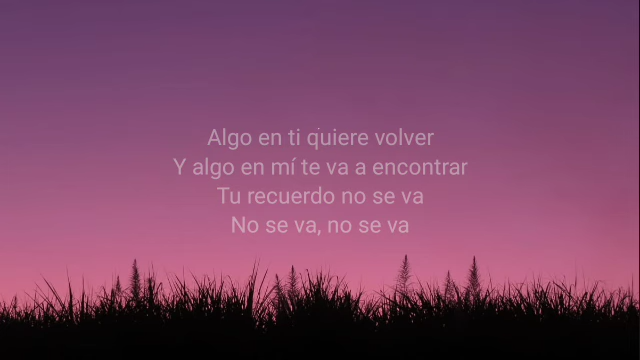 Algo en ti quiere volver
Y algo en mí te va a encontrar
Tu recuerdo no se va
No se va, no se va